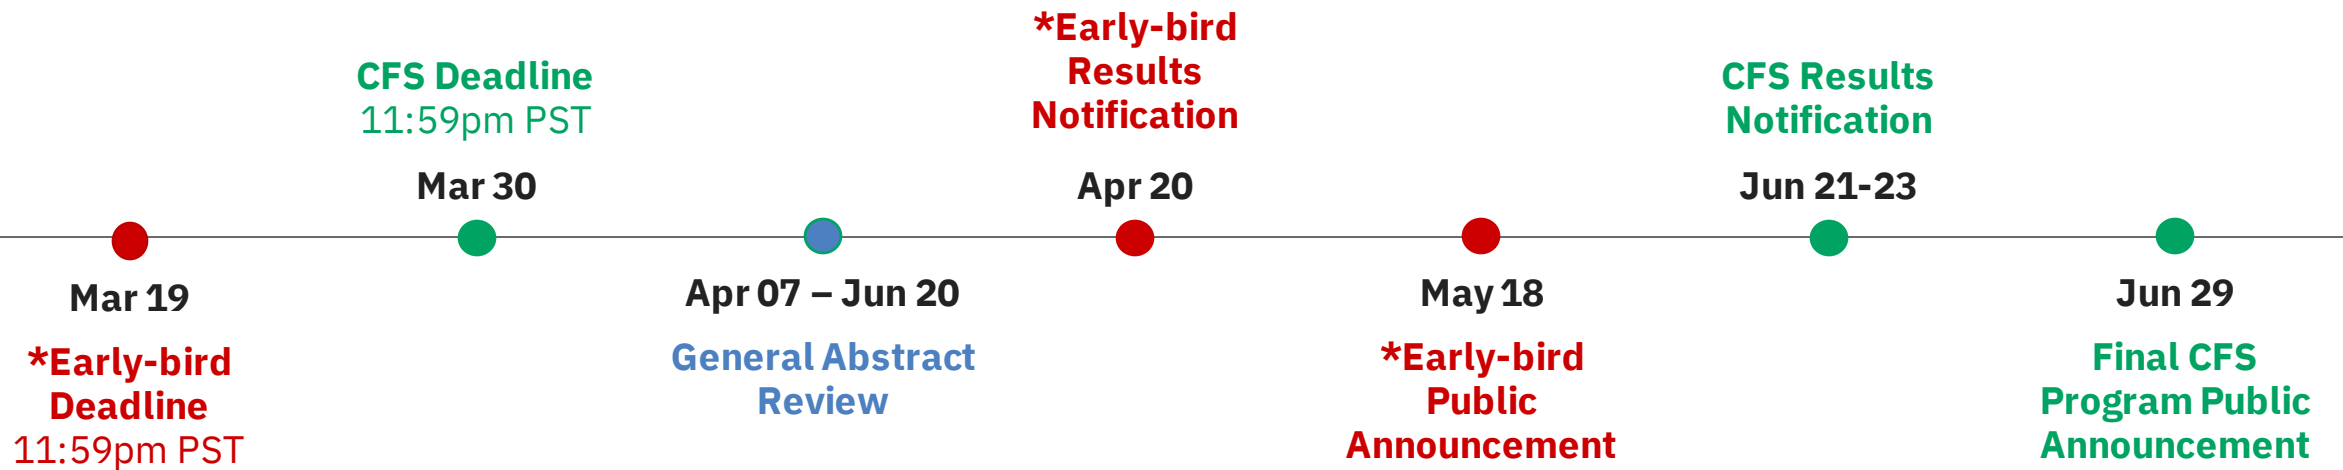 *Early-bird
Results
Notification
CFS Deadline
11:59pm PST
CFS Results
Notification
Mar 30
Apr 20
Jun 21-23
Mar 19
Apr 07 – Jun 20
May 18
Jun 29
*Early-bird
Deadline
11:59pm PST
General Abstract
Review
*Early-bird
Public
Announcement
Final CFS
Program Public
Announcement